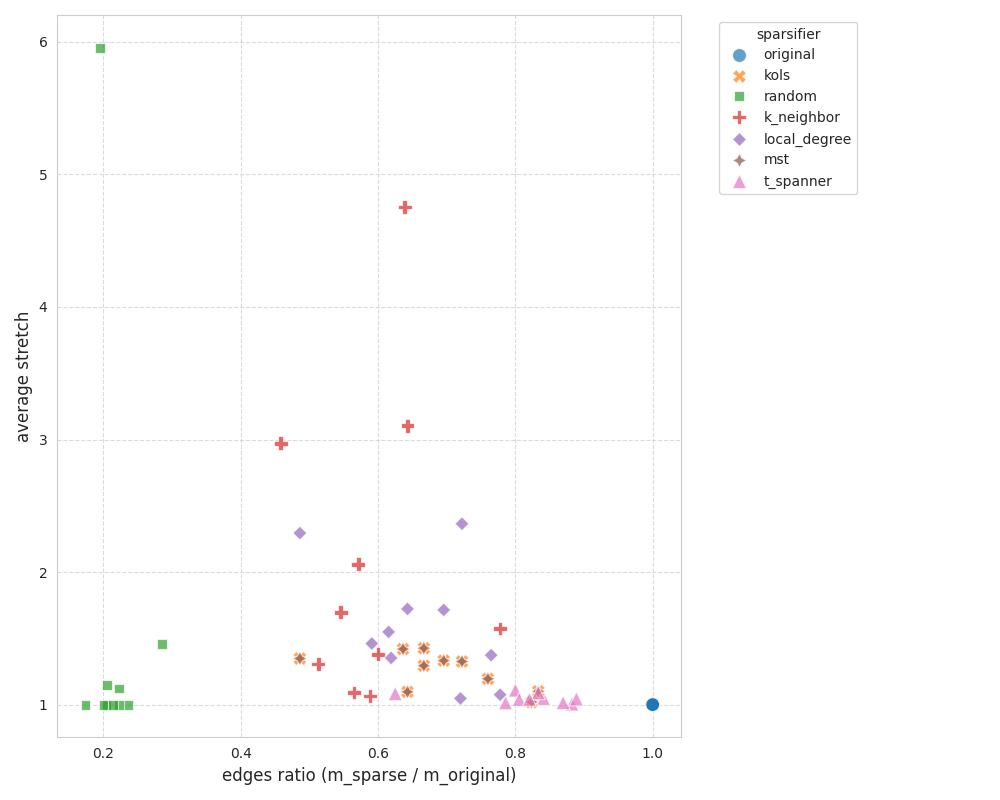 6
5
4
3
2
1
average stretch
0.2
0.4
0.6
0.8
1.0
edges ratio (m_sparse / m_original)
sparsifier
original
kols
random
k_neighbor
local_degree
mst
t_spanner